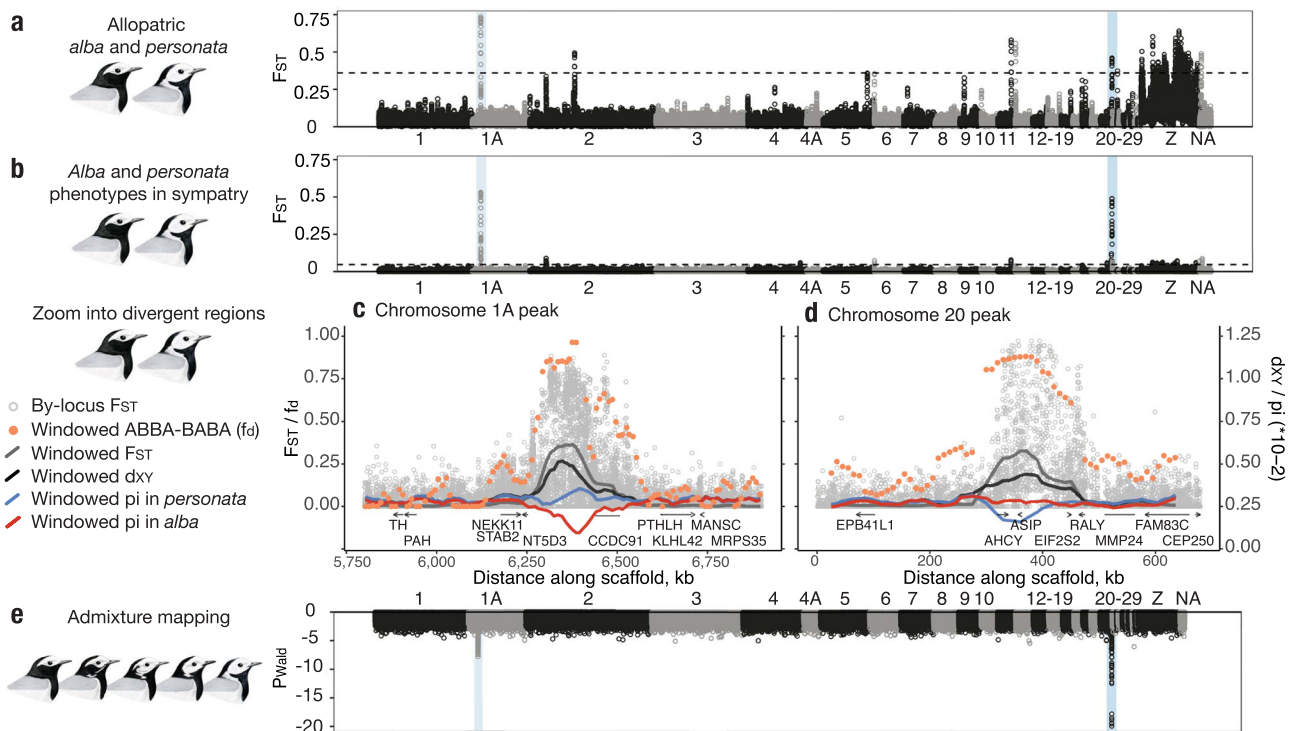 a
Allopatric
alba and personata
FST
0.75
0.5
0.25
0
1 1A 2 3 4 4A 5 6 7 8 9 10 11 12-19 20-29 Z NA
b
Alba and personata
phenotypes in sympatry
FST
0.75
0.5
0.25
0
1 1A 2 3 4 4A 5 6 7 8 9 10 12-19 20-29 Z NA
Zoom into divergent regions
By-locus FST
Windowed ABBA-BABA (fd)
Windowed FST
Windowed dXY
Windowed pi in personata
Windowed pi in alba
c Chromosome 1A peak
FST / fd
1.00
0.75
0.50
0.25
0.00
TH
PAH
NEKK11
STAB2
NT5D3
CCDC91
PTHLH
KLHL42
MANSC
MRPS35
5,750 6,000 6,250 6,500 6,750
Distance along scaffold, kb
d Chromosome 20 peak
EPB41L1
AHCY
ASIP
EIF2S2
RALY
MMP24
FAM83C
CEP250
0 200 400 600
Distance along scaffold, kb
1.25
1.00
0.75
0.50
0.25
0.00
dXY / pi (*10−2)
e
Admixture mapping
1 1A 2 3 4 4A 5 6 7 8 9 10 12-19 20-29 Z NA
PWald
0
-5
-10
-15
-20